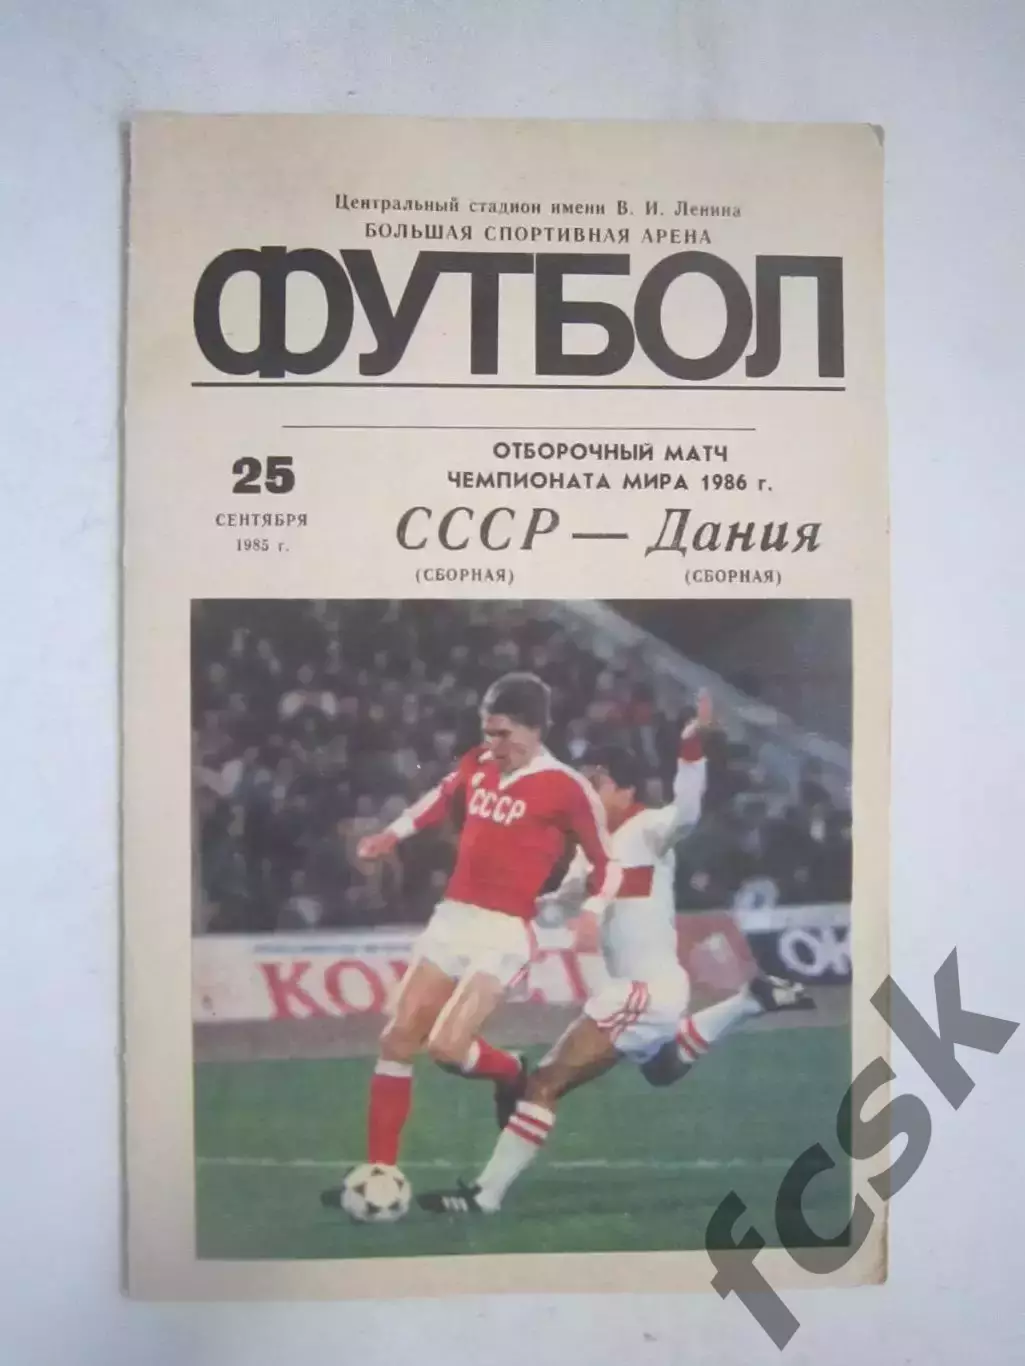 Центральный стадион имени В. И. Ленина
БОЛЬШАЯ СПОРТИВНАЯ АРЕНА
ФУТБОЛ
25
СЕНТЯБРЯ
1985 г.
ОТБОРОЧНЫЙ МАТЧ
ЧЕМПИОНАТА МИРА 1986 г.
СССР — Дания
(СБОРНАЯ) (СБОРНАЯ)
СССР
fcsk